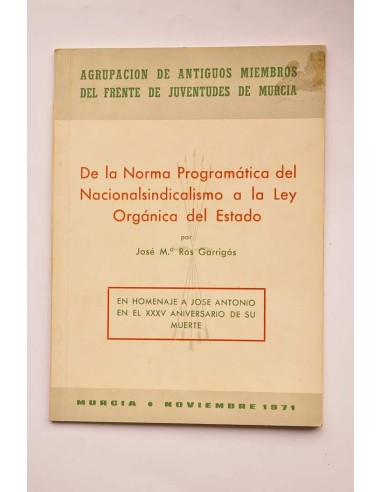 AGRUPACION DE ANTIGUOS MIEMBROS
DEL FRENTE DE JUVENTUDES DE MURCIA
De la Norma Programática del
Nacionalsindicalismo a la Ley
Orgánica del Estado
por
José M.ª Ros Garrigós
EN HOMENAJE A JOSE ANTONIO
EN EL XXXV ANIVERSARIO DE SU
MUERTE
MURCIA • NOVIEMBRE 1971